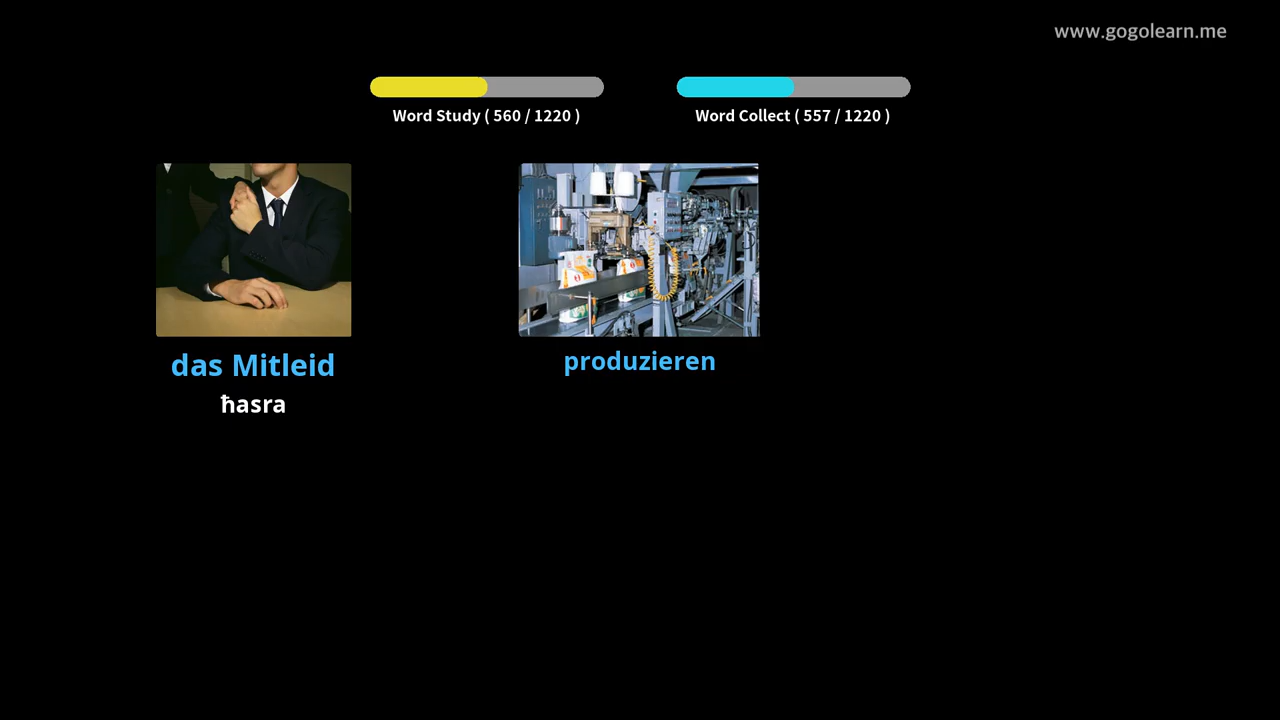 www.gogolearn.me
Word Study ( 560 / 1220 )
Word Collect ( 557 / 1220 )
das Mitleid
ħasra
produzieren